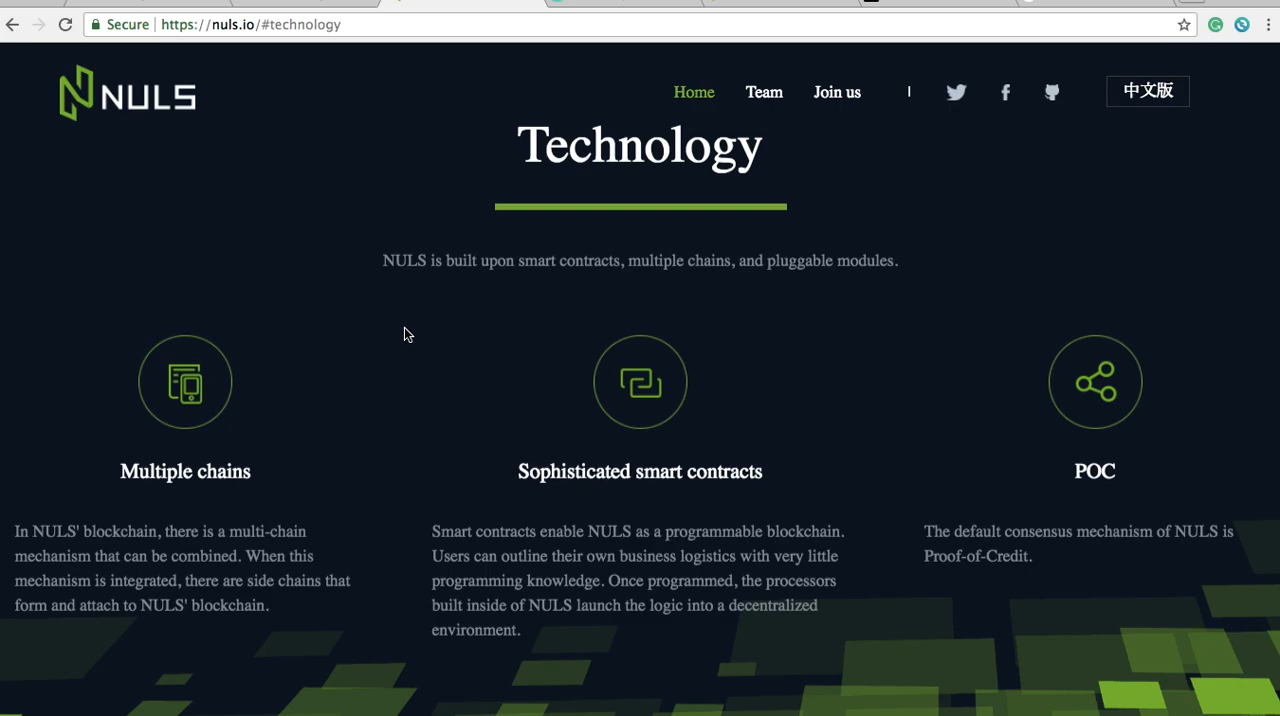 Secure https://nuls.io/#technology
NULS Home Team Join us | 中文版
Technology
NULS is built upon smart contracts, multiple chains, and pluggable modules.
Multiple chains
In NULS' blockchain, there is a multi-chain
mechanism that can be combined. When this
mechanism is integrated, there are side chains that
form and attach to NULS' blockchain.
Sophisticated smart contracts
Smart contracts enable NULS as a programmable blockchain.
Users can outline their own business logistics with very little
programming knowledge. Once programmed, the processors
built inside of NULS launch the logic into a decentralized
environment.
POC
The default consensus mechanism of NULS is
Proof-of-Credit.